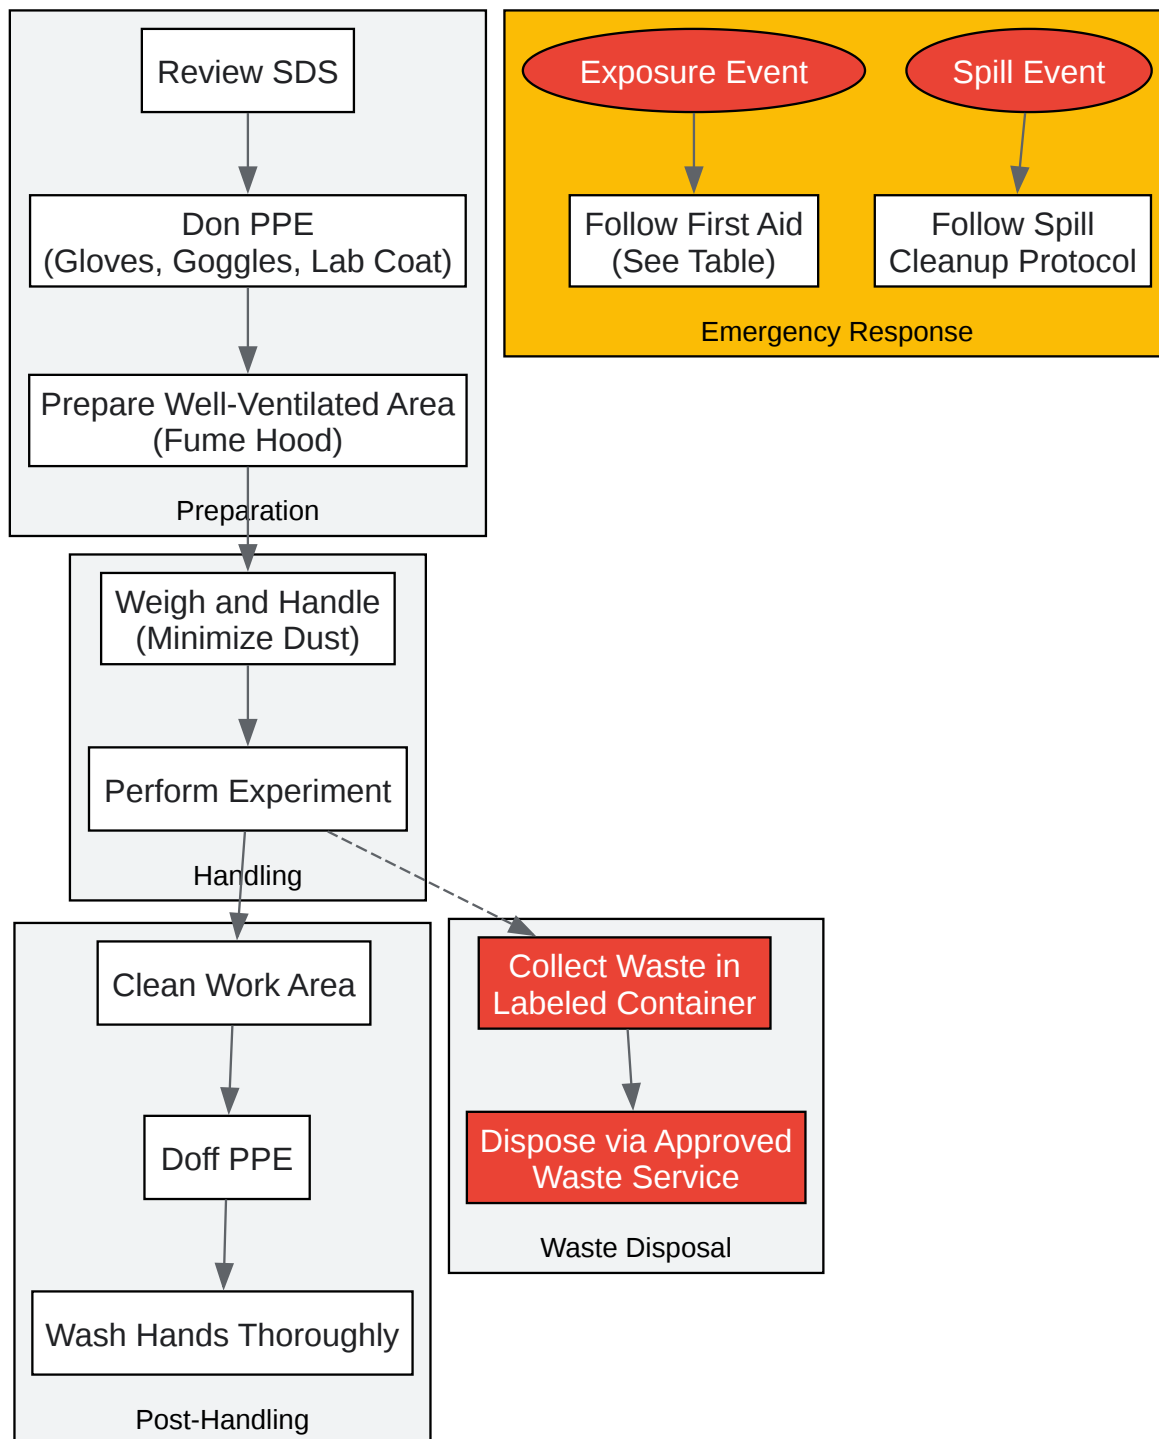 Review SDS
Don PPE
(Gloves, Goggles, Lab Coat)
Prepare Well-Ventilated Area
(Fume Hood)
Preparation
Exposure Event
Spill Event
Follow First Aid
(See Table)
Follow Spill
Cleanup Protocol
Emergency Response
Weigh and Handle
(Minimize Dust)
Perform Experiment
Handling
Clean Work Area
Doff PPE
Wash Hands Thoroughly
Post-Handling
Collect Waste in
Labeled Container
Dispose via Approved
Waste Service
Waste Disposal